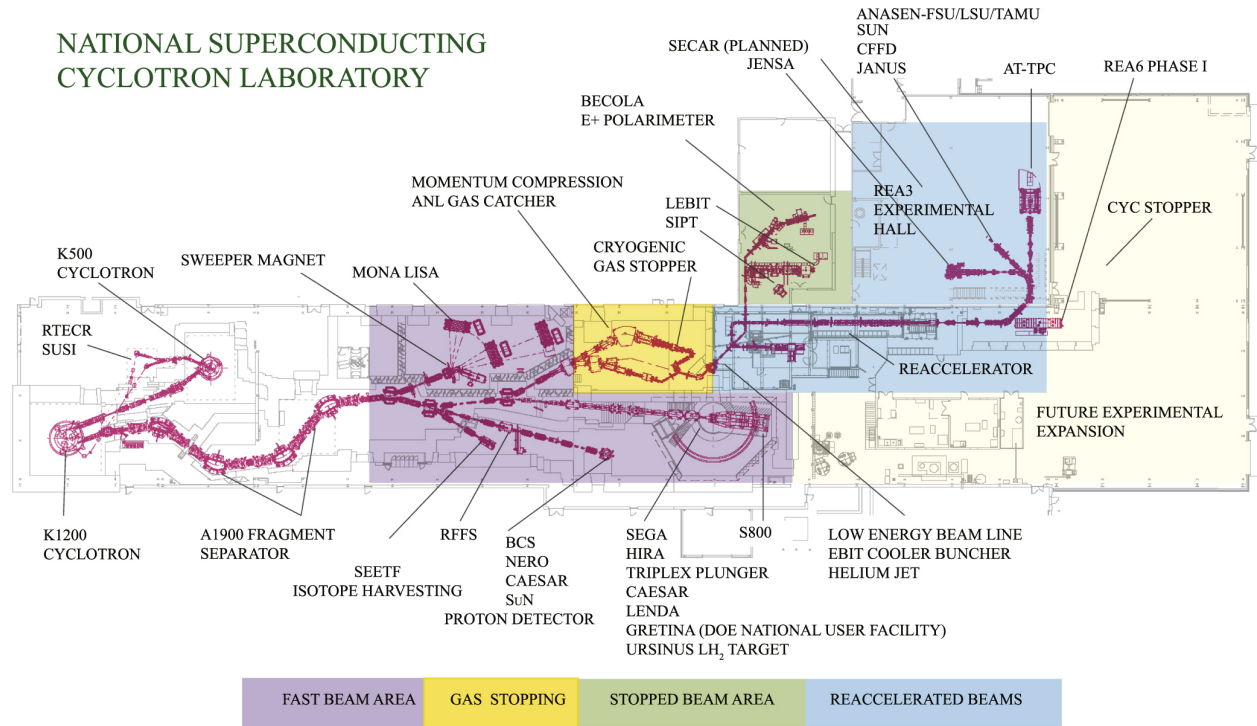 NATIONAL SUPERCONDUCTING
CYCLOTRON LABORATORY
ANASEN-FSU/LSU/TAMU
SUN
CFFD
JANUS
SECAR (PLANNED)
JENSA
AT-TPC
REA6 PHASE I
BECOLA
E+ POLARIMETER
MOMENTUM COMPRESSION
ANL GAS CATCHER
LEBIT
SIPT
REA3
EXPERIMENTAL
HALL
CYC STOPPER
CRYOGENIC
GAS STOPPER
K500
CYCLOTRON
SWEEPER MAGNET
MONA LISA
RTECR
SUSI
REACCELERATOR
FUTURE EXPERIMENTAL
EXPANSION
K1200
CYCLOTRON
A1900 FRAGMENT
SEPARATOR
SEETF
ISOTOPE HARVESTING
RFFS
BCS
NERO
CAESAR
SuN
PROTON DETECTOR
SEGA
HIRA
TRIPLEX PLUNGER
CAESAR
LENDA
GRETINA (DOE NATIONAL USER FACILITY)
URSINUS LH₂ TARGET
S800
LOW ENERGY BEAM LINE
EBIT COOLER BUNCHER
HELIUM JET
FAST BEAM AREA
GAS STOPPING
STOPPED BEAM AREA
REACCELERATED BEAMS